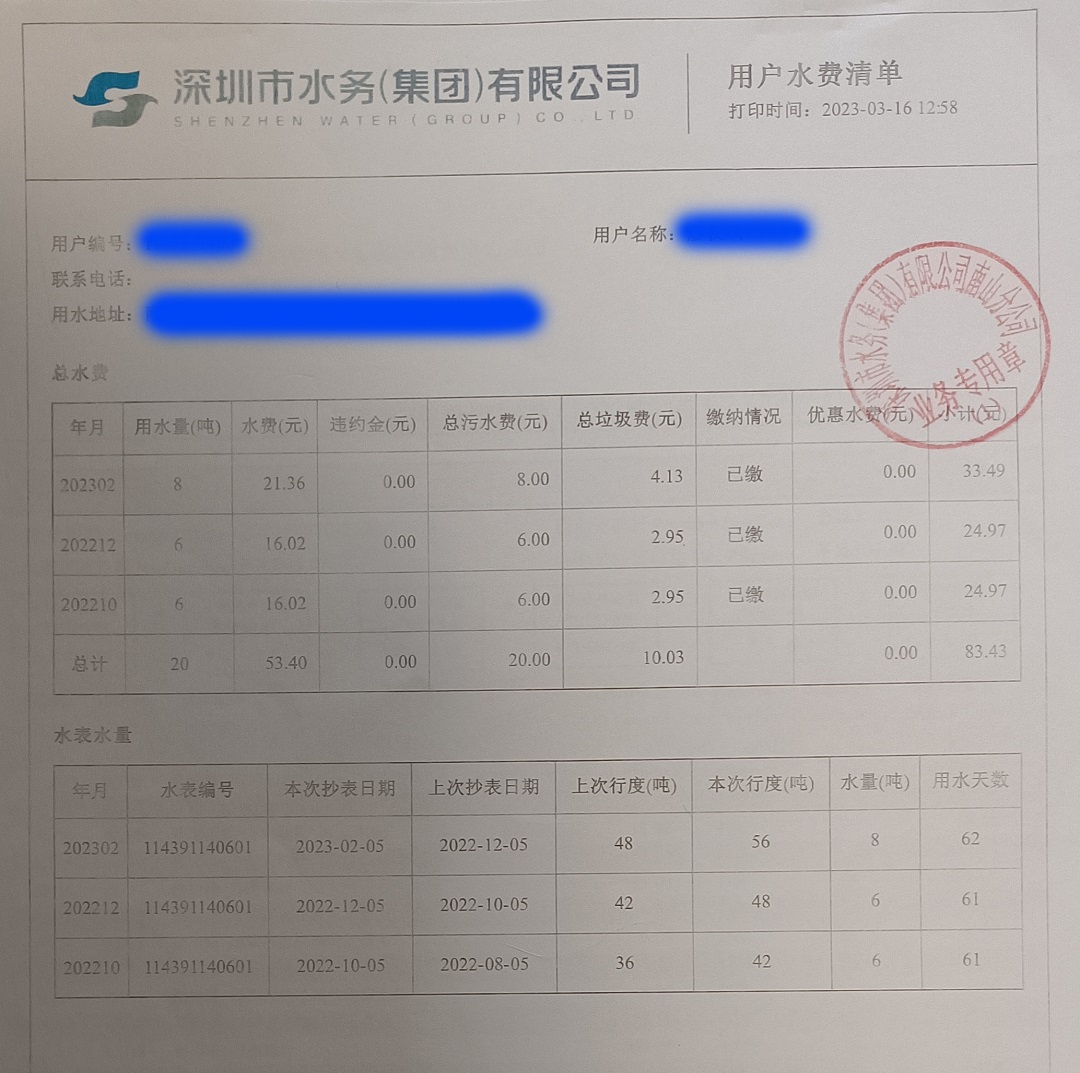 深圳市水务(集团)有限公司
SHENZHEN WATER (GROUP) CO.,LTD
用户水费清单
打印时间：2023-03-16 12:58
用户编号：
用户名称：
联系电话：
用水地址：
深圳市水务(集团)有限公司南山分公司
业务专用章
总水费
年月 用水量(吨) 水费(元) 违约金(元) 总污水费(元) 总垃圾费(元) 缴纳情况 优惠水费(元) 小计(元)
202302 8 21.36 0.00 8.00 4.13 已缴 0.00 33.49
202212 6 16.02 0.00 6.00 2.95 已缴 0.00 24.97
202210 6 16.02 0.00 6.00 2.95 已缴 0.00 24.97
总计 20 53.40 0.00 20.00 10.03 0.00 83.43
水表水量
年月 水表编号 本次抄表日期 上次抄表日期 上次行度(吨) 本次行度(吨) 水量(吨) 用水天数
202302 114391140601 2023-02-05 2022-12-05 48 56 8 62
202212 114391140601 2022-12-05 2022-10-05 42 48 6 61
202210 114391140601 2022-10-05 2022-08-05 36 42 6 61